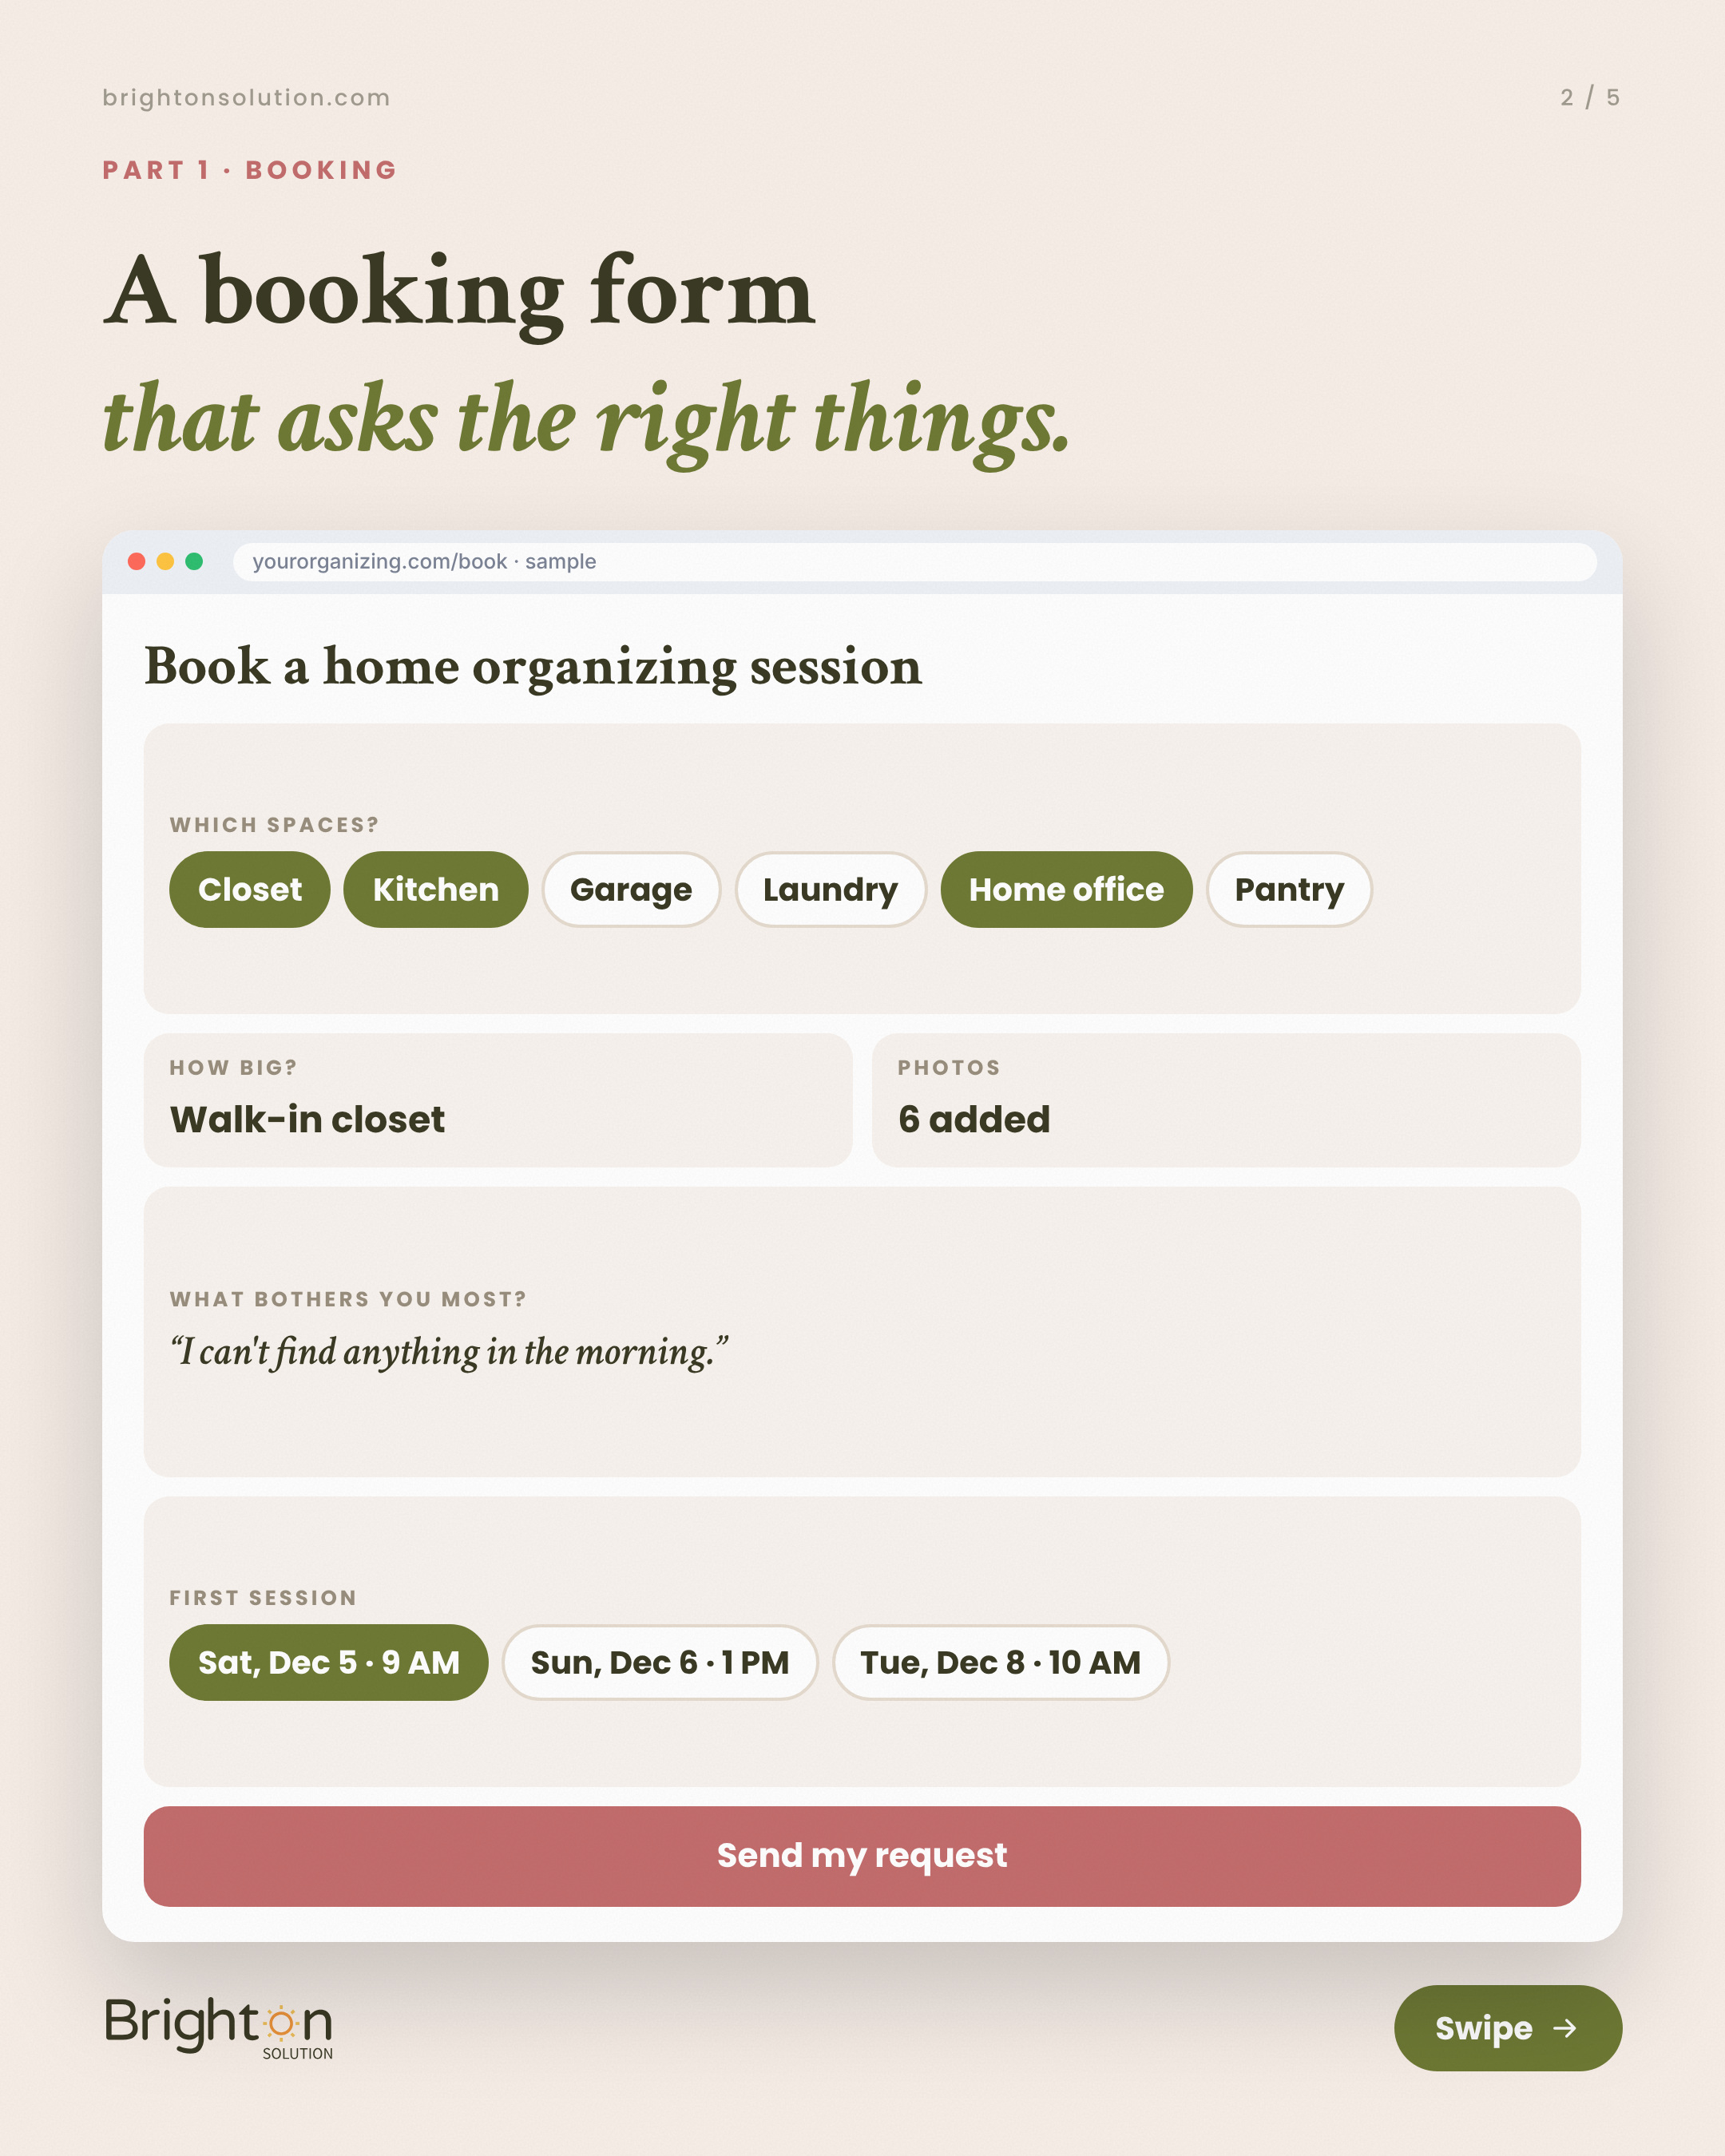 brightonsolution.com
2 / 5
PART 1 · BOOKING
A booking form
that asks the right things.
yourorganizing.com/book · sample
Book a home organizing session
WHICH SPACES?
Closet Kitchen Garage Laundry Home office Pantry
HOW BIG?
Walk-in closet
PHOTOS
6 added
WHAT BOTHERS YOU MOST?
“I can't find anything in the morning.”
FIRST SESSION
Sat, Dec 5 · 9 AM Sun, Dec 6 · 1 PM Tue, Dec 8 · 10 AM
Send my request
Brighton
SOLUTION
Swipe →